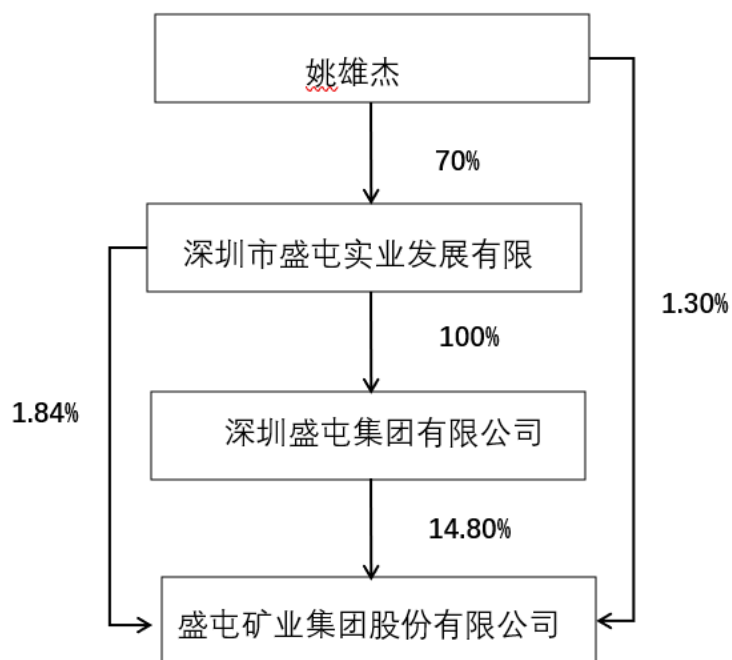 姚雄杰
70%
深圳市盛屯实业发展有限
1.30%
100%
1.84%
深圳盛屯集团有限公司
14.80%
盛屯矿业集团股份有限公司